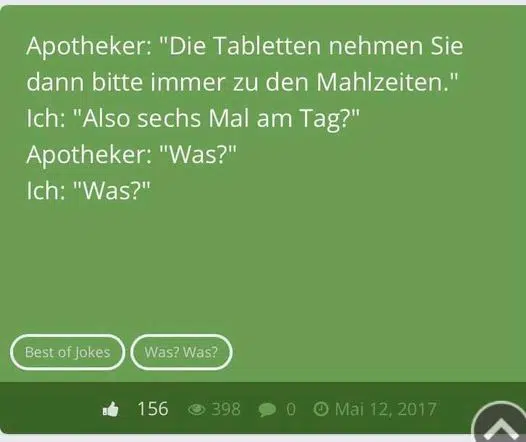 Apotheker: "Die Tabletten nehmen Sie
dann bitte immer zu den Mahlzeiten."
Ich: "Also sechs Mal am Tag?"
Apotheker: "Was?"
Ich: "Was?"
Best of Jokes Was? Was?
156 398 0 Mai 12, 2017